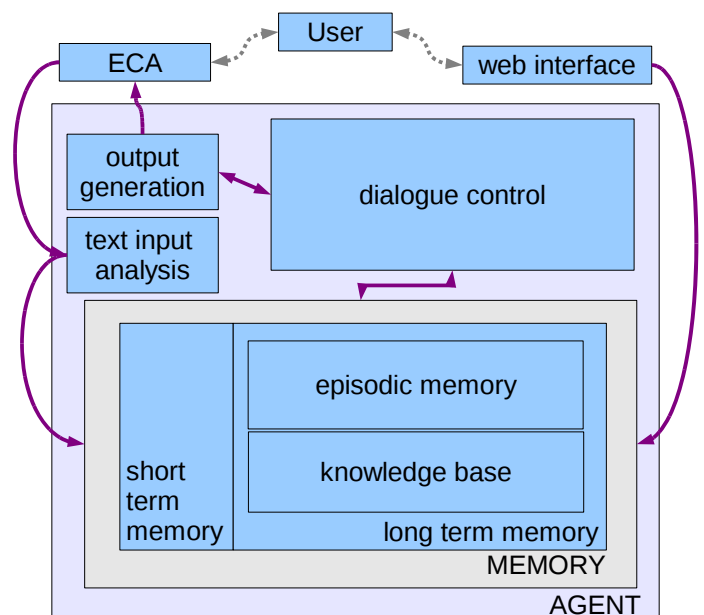 User
ECA
web interface
output
generation
dialogue control
text input
analysis
episodic memory
knowledge base
short
term
memory
long term memory
MEMORY
AGENT